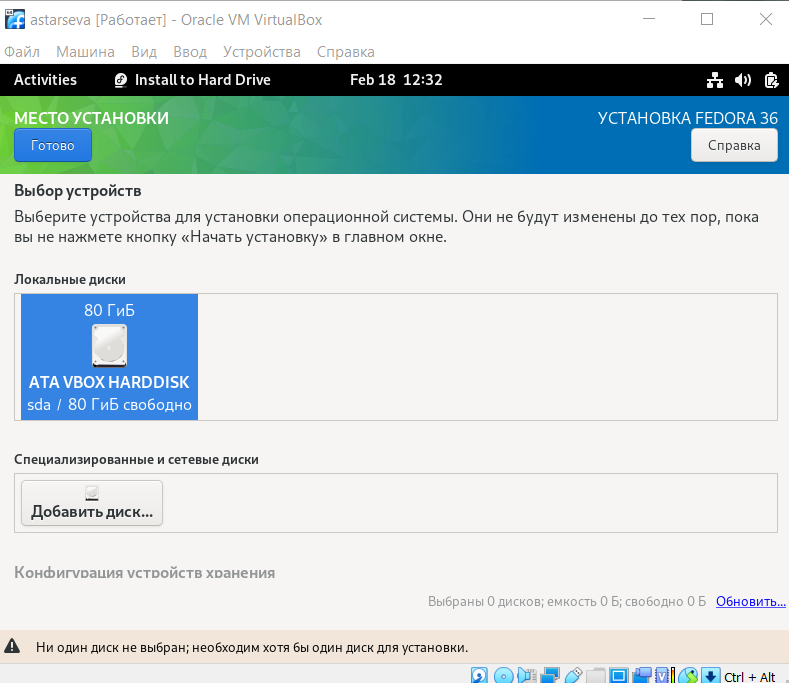 astarseva [Работает] - Oracle VM VirtualBox
Файл Машина Вид Ввод Устройства Справка
Activities Install to Hard Drive Feb 18 12:32
МЕСТО УСТАНОВКИ УСТАНОВКА FEDORA 36
Готово Справка
Выбор устройств
Выберите устройства для установки операционной системы. Они не будут изменены до тех пор, пока
вы не нажмете кнопку «Начать установку» в главном окне.
Локальные диски
80 ГиБ
ATA VBOX HARDDISK
sda / 80 ГиБ свободно
Специализированные и сетевые диски
Добавить диск...
Конфигурация устройств хранения
Выбраны 0 дисков; емкость 0 Б; свободно 0 Б Обновить...
Ни один диск не выбран; необходим хотя бы один диск для установки.
Ctrl + Alt